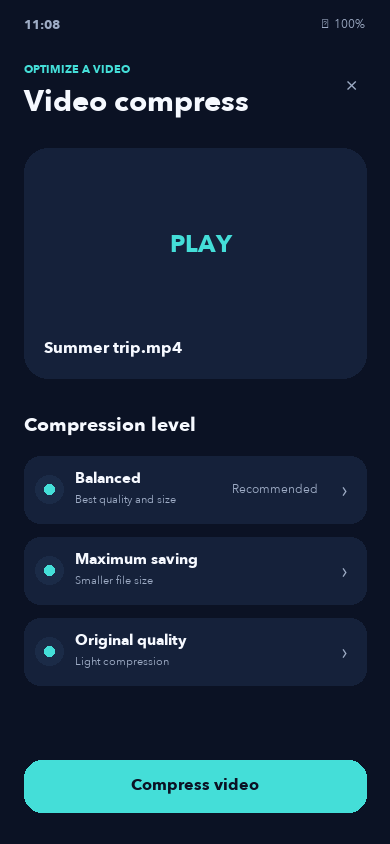 11:08
100%
OPTIMIZE A VIDEO
Video compress
×
PLAY
Summer trip.mp4
Compression level
Balanced
Best quality and size
Recommended
Maximum saving
Smaller file size
Original quality
Light compression
Compress video